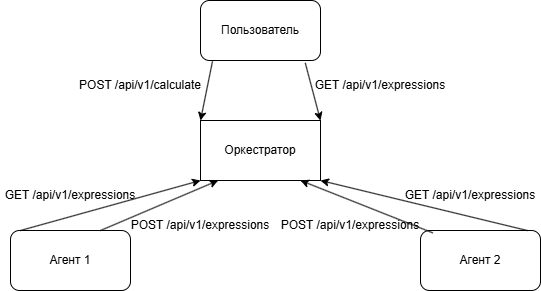 Пользователь
POST /api/v1/calculate
GET /api/v1/expressions
Оркестратор
GET /api/v1/expressions
GET /api/v1/expressions
POST /api/v1/expressions
POST /api/v1/expressions
Агент 1
Агент 2